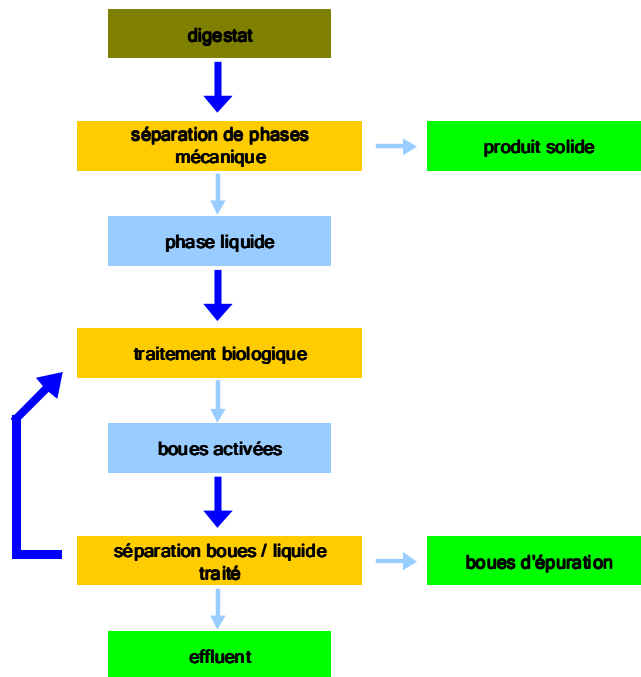 digestat
séparation de phases
mécanique
produit solide
phase liquide
traitement biologique
boues activées
séparation boues / liquide
traité
boues d'épuration
effluent